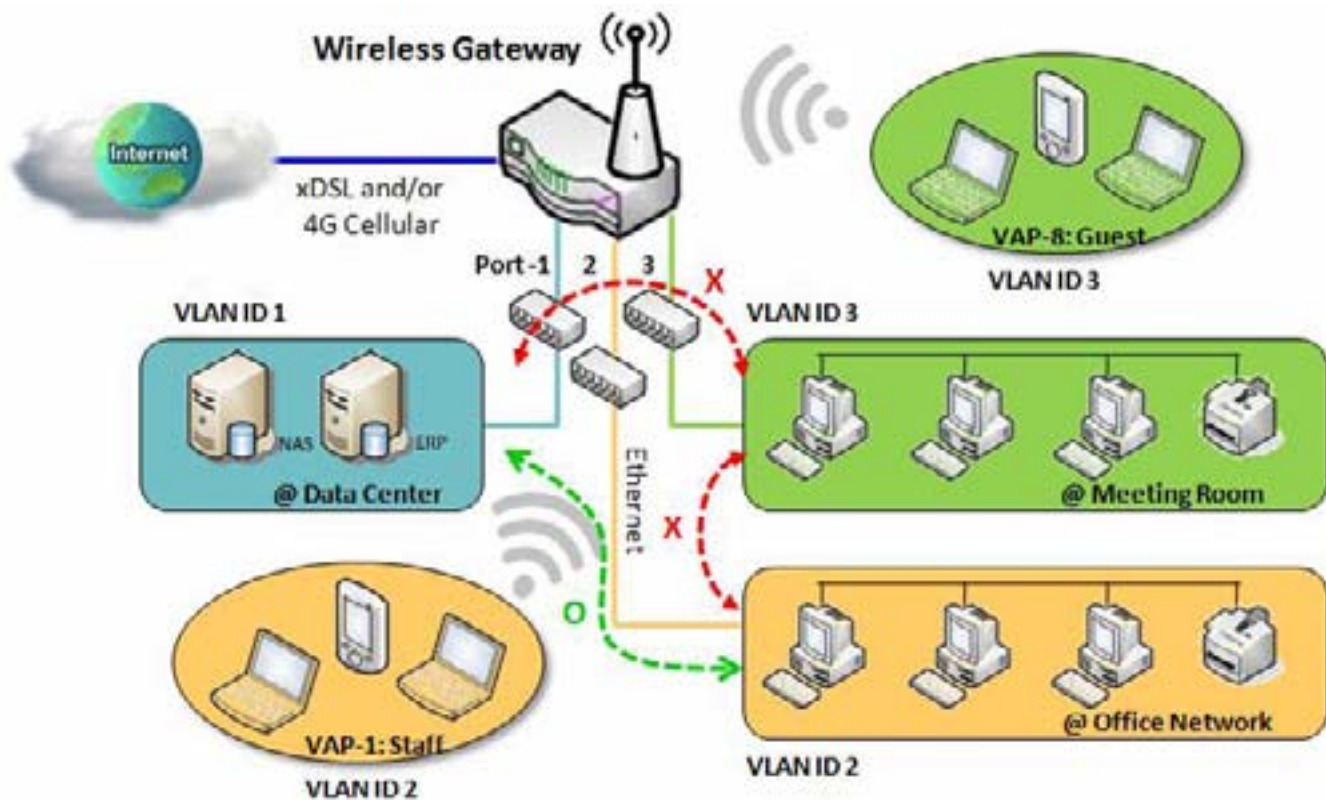 Wireless Gateway
Internet
xDSL and/or
4G Cellular
VAP-8: Guest
VLAN ID 3
Port -1 2 3
X
VLAN ID 1
VLAN ID 3
NAS
ERP
@ Data Center
Ethernet
@ Meeting Room
X
O
VAP-1: Staff
VLAN ID 2
@ Office Network
VLAN ID 2